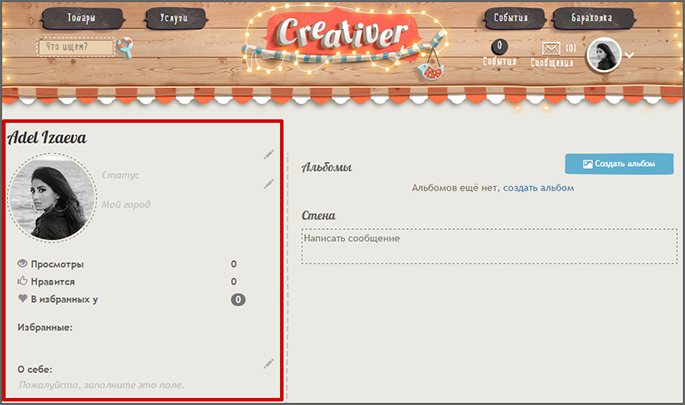 Товары
Услуги
Creativer
События
Барахолка
Что ищем?
0
События
(0)
Сообщения
Adel Izaeva
Статус
Мой город
Просмотры 0
Нравится 0
В избранных у 0
Избранные:
О себе:
Пожалуйста, заполните это поле.
Альбомы
Создать альбом
Альбомов ещё нет, создать альбом
Стена
Написать сообщение